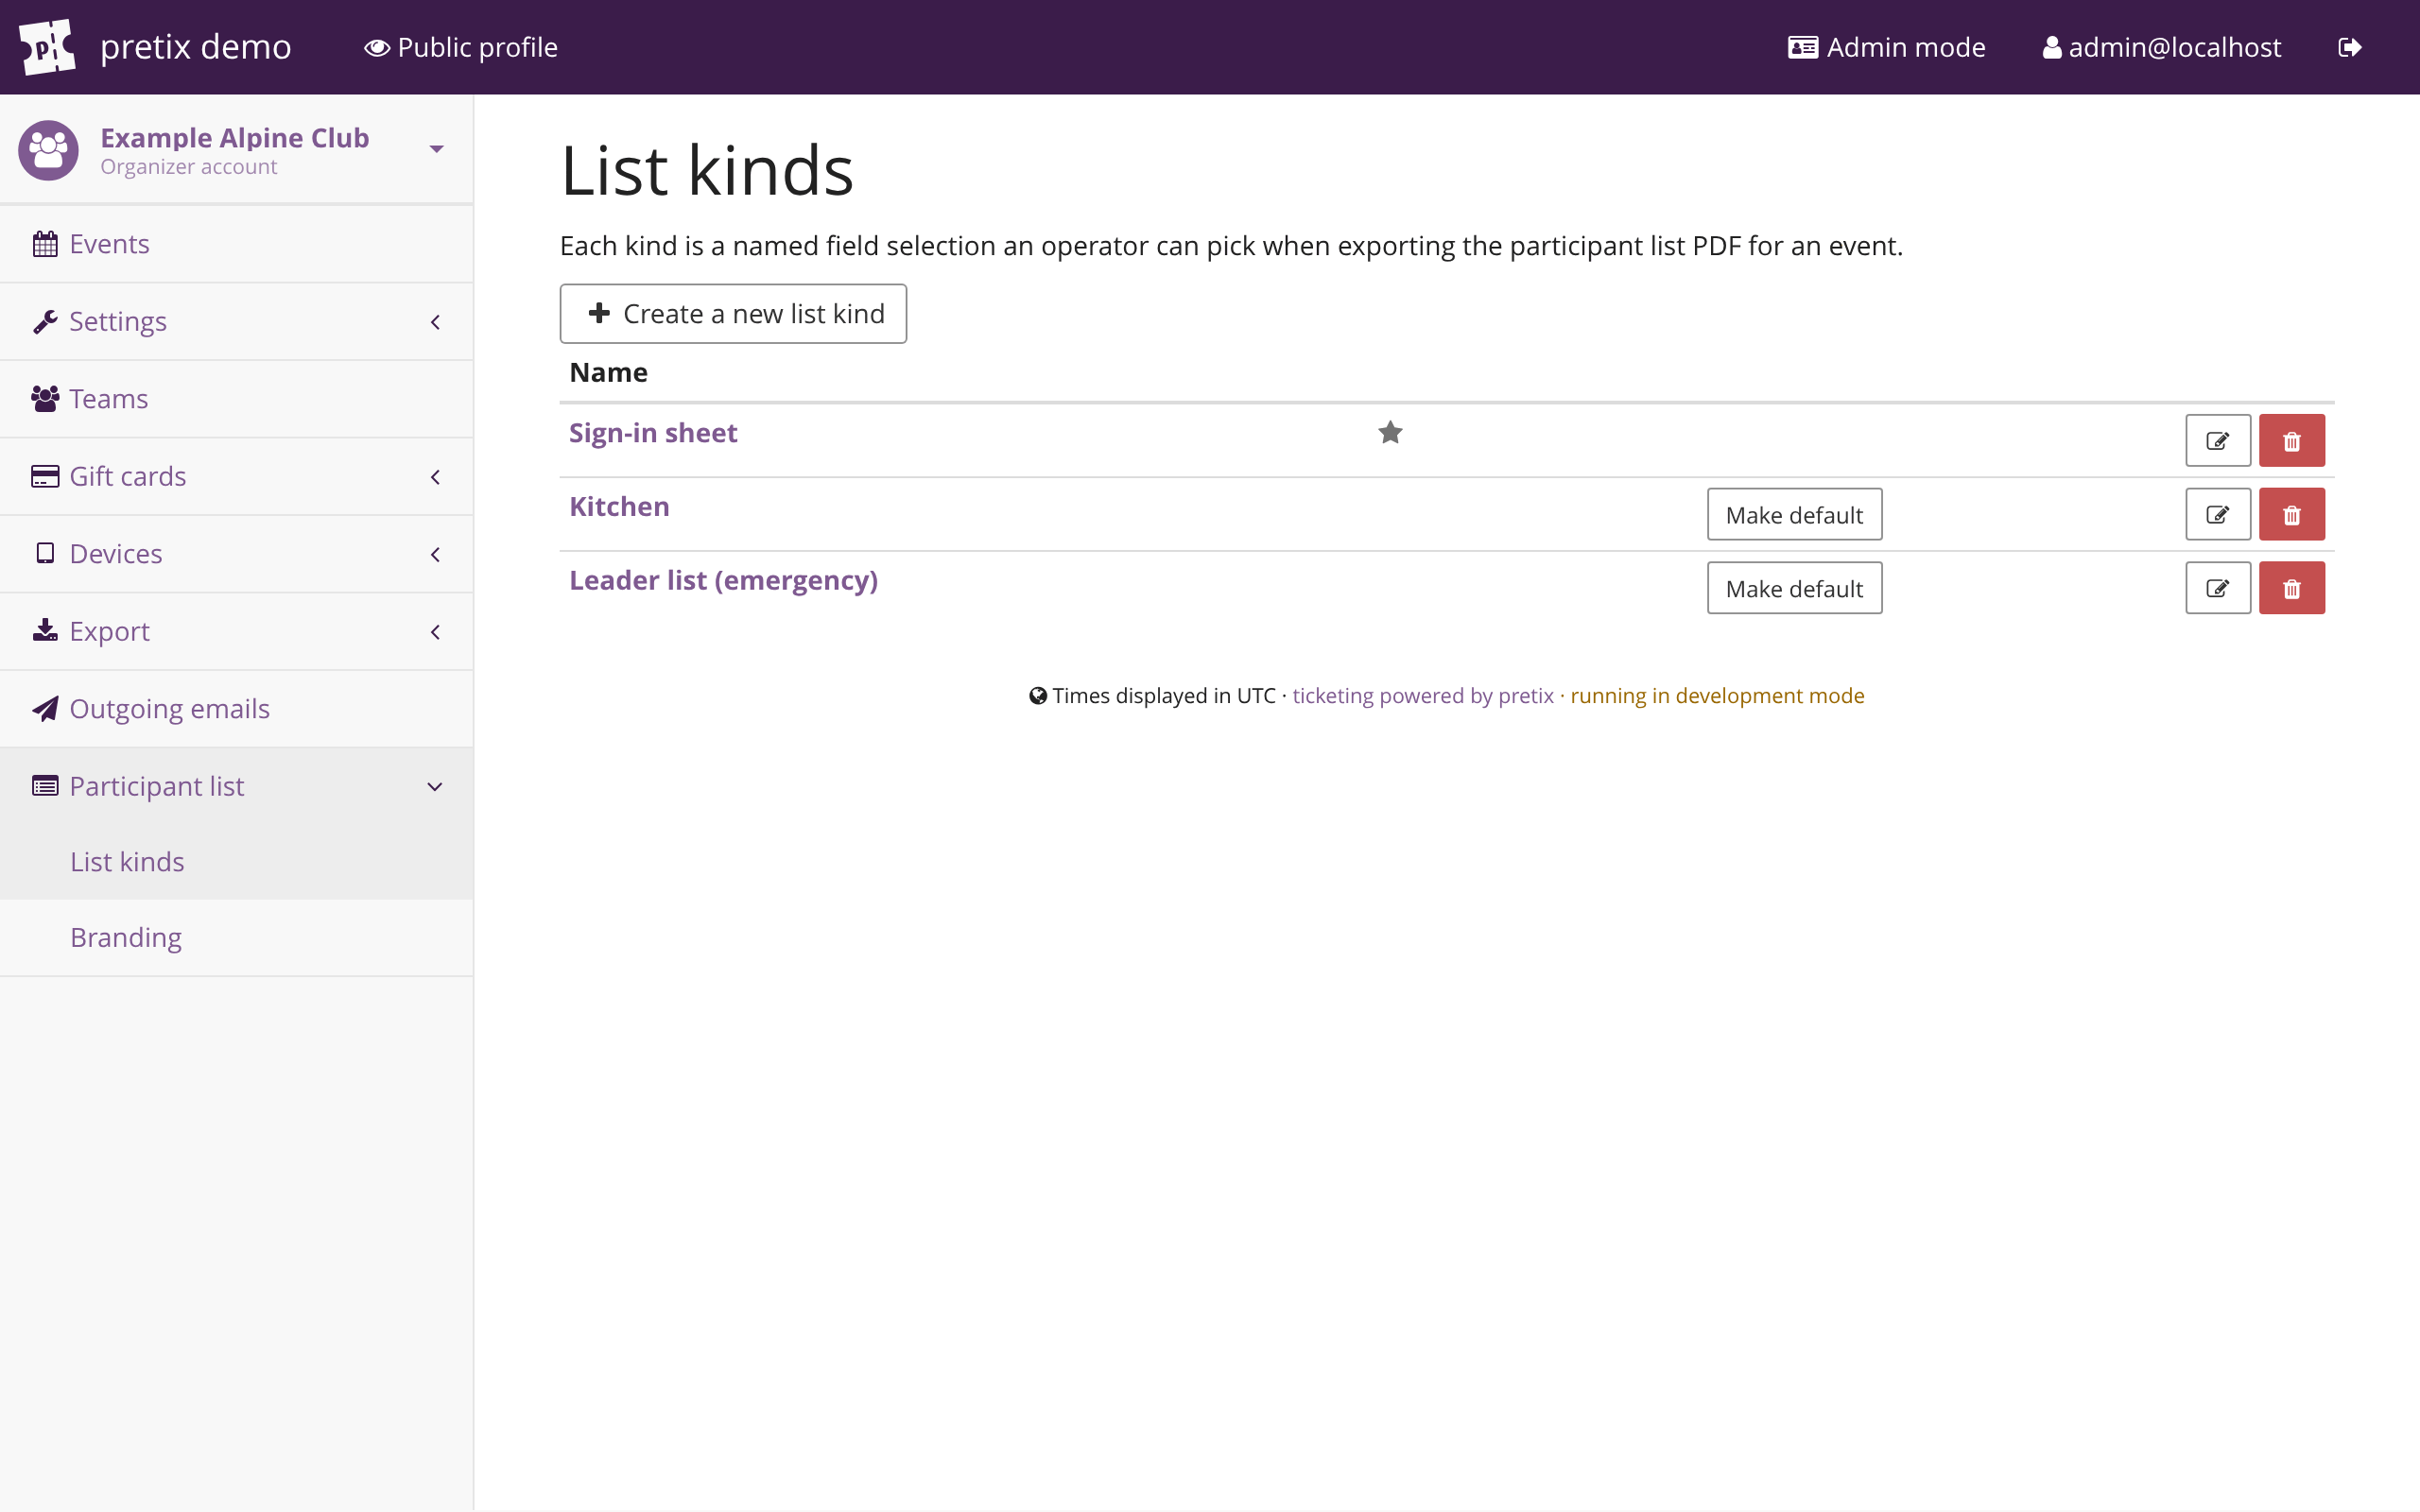 pretix demo
Public profile
Admin mode
admin@localhost
Example Alpine Club
Organizer account
Events
Settings
Teams
Gift cards
Devices
Export
Outgoing emails
Participant list
List kinds
Branding
List kinds
Each kind is a named field selection an operator can pick when exporting the participant list PDF for an event.
Create a new list kind
Name
Sign-in sheet
Kitchen
Make default
Leader list (emergency)
Make default
Times displayed in UTC · ticketing powered by pretix · running in development mode